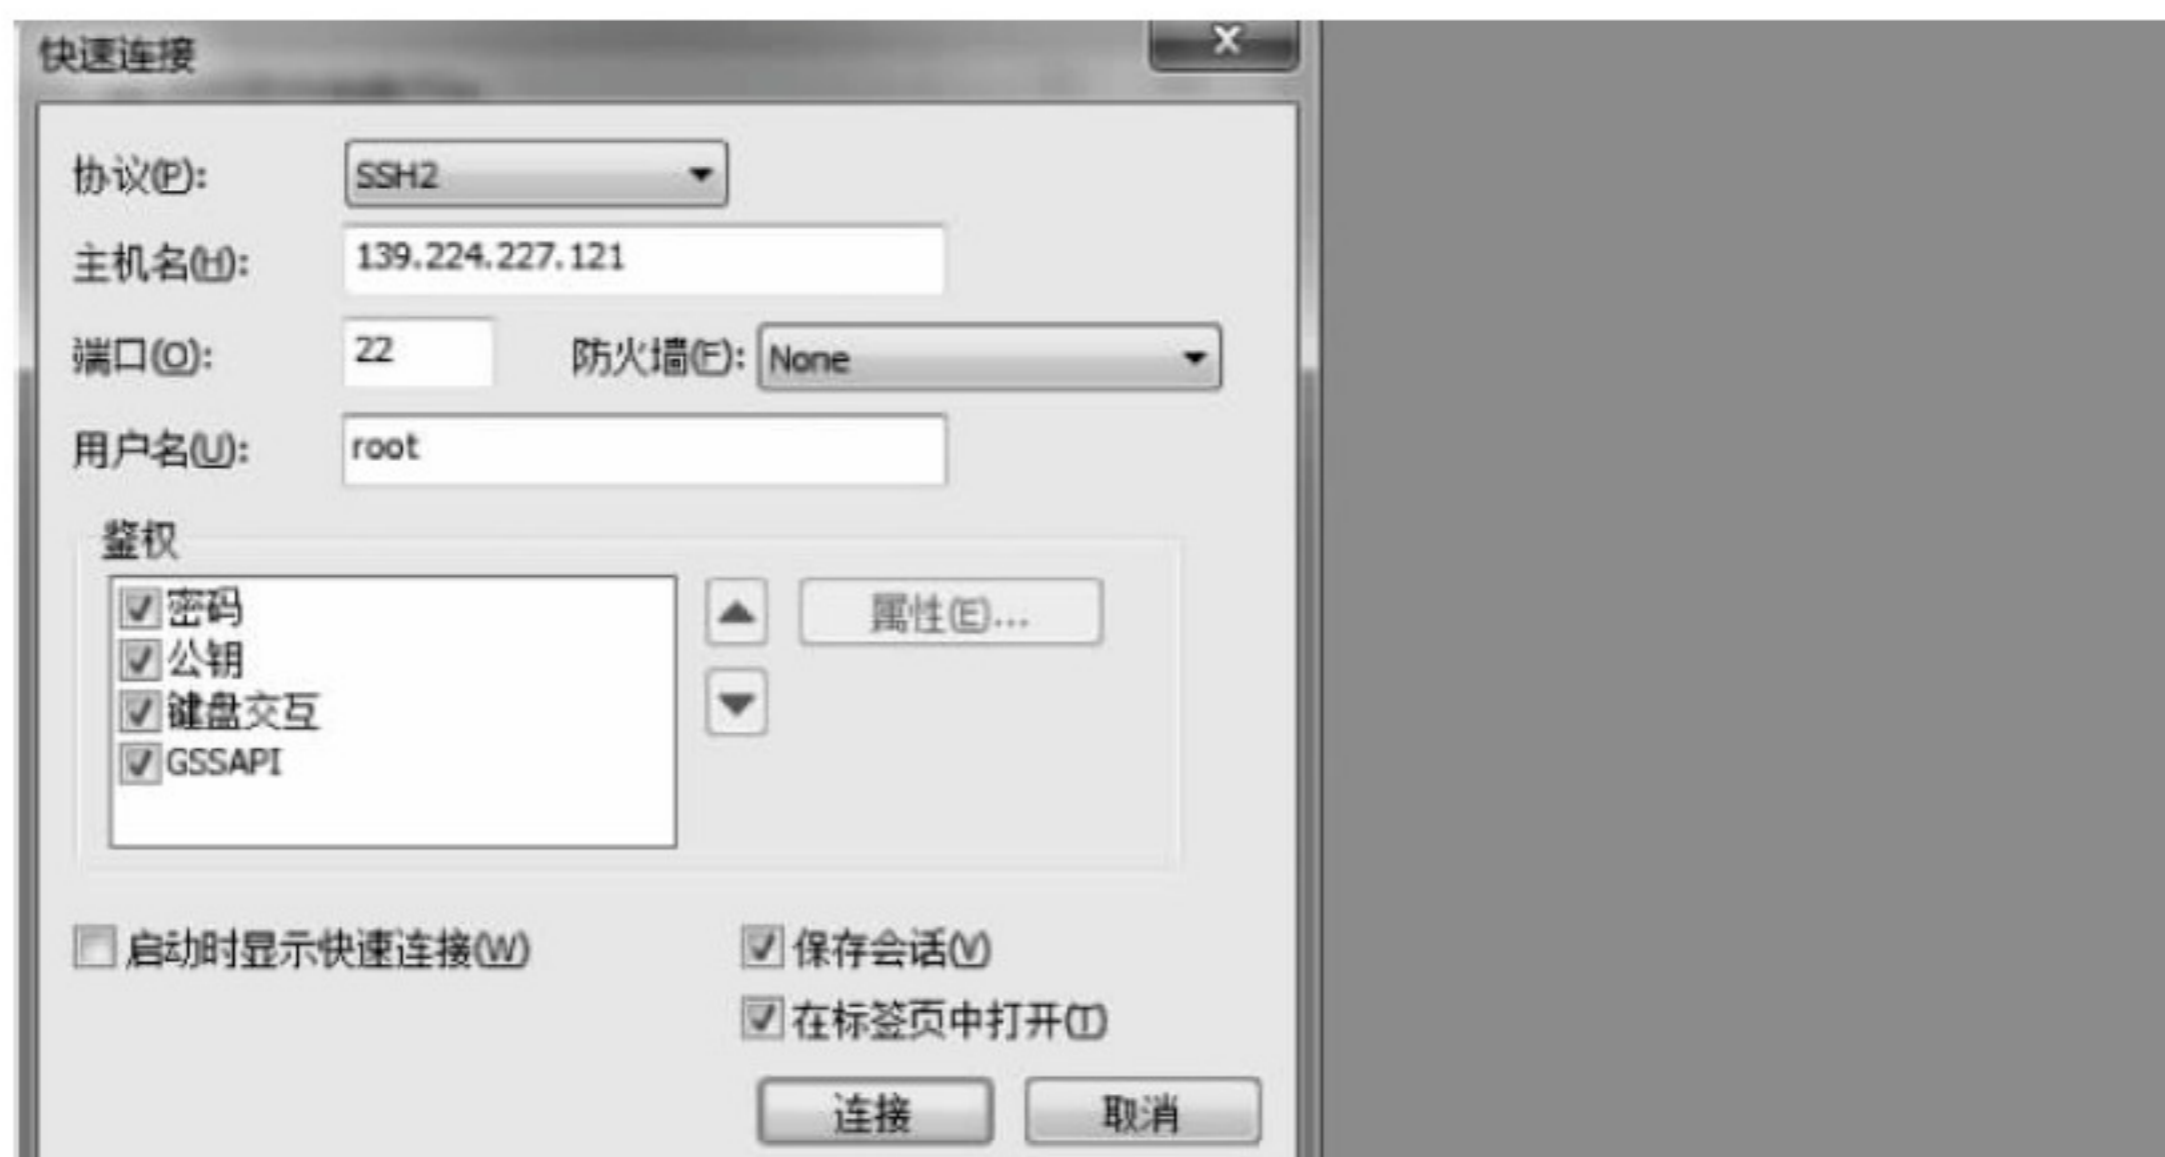 快速连接
协议(P): SSH2
主机名(H): 139.224.227.121
端口(O): 22 防火墙(F): None
用户名(U): root
鉴权
密码 属性(E)...
公钥
键盘交互
GSSAPI
启动时显示快速连接(W) 保存会话(V)
在标签页中打开(T)
连接 取消